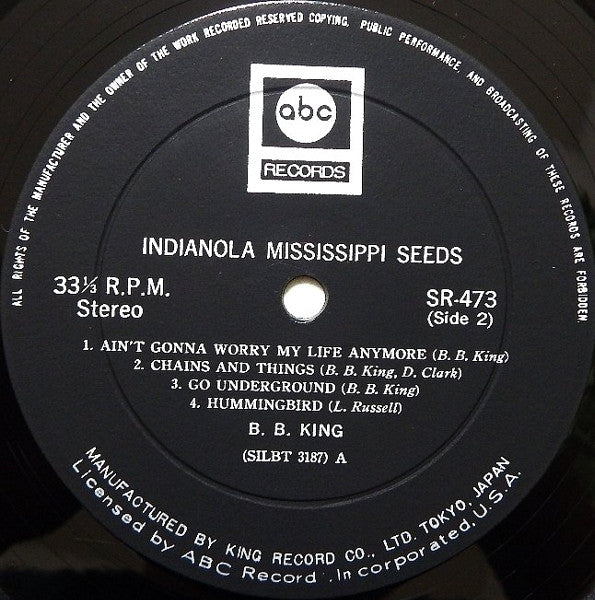 ALL RIGHTS OF THE MANUFACTURER AND THE OWNER OF THE WORK RECORDED RESERVED COPYING, PUBLIC PERFORMANCE, AND BROADCASTING OF THESE RECORDS ARE FORBIDDEN
abc
RECORDS
INDIANOLA MISSISSIPPI SEEDS
33⅓ R.P.M.
Stereo
SR-473
(Side 2)
1. AIN'T GONNA WORRY MY LIFE ANYMORE (B. B. King)
2. CHAINS AND THINGS (B. B. King, D. Clark)
3. GO UNDERGROUND (B. B. King)
4. HUMMINGBIRD (L. Russell)
B. B. KING
(SILBT 3187) A
MANUFACTURED BY KING RECORD CO., LTD. TOKYO, JAPAN
Licensed by ABC Record , Incorporated, U.S.A.